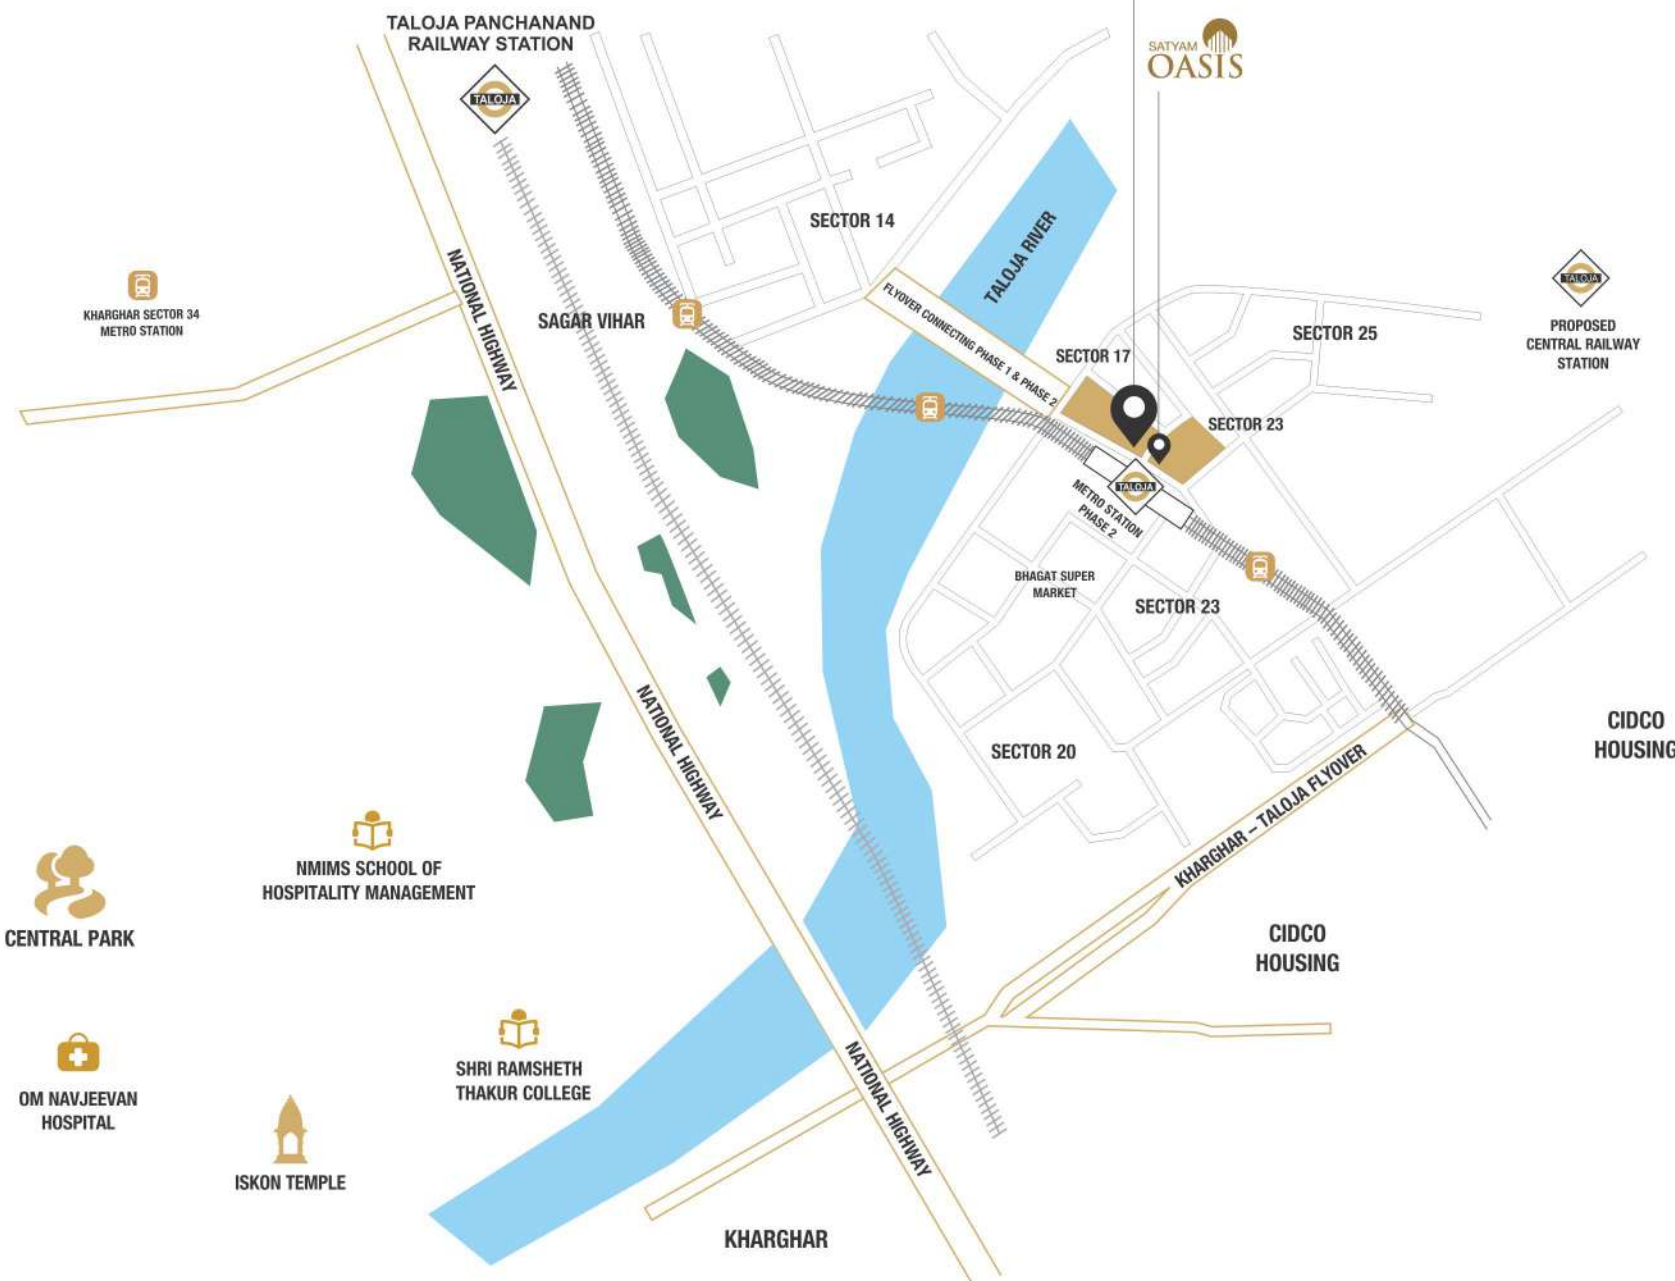 TALOJA PANCHANAND
RAILWAY STATION
TALOJA
SATYAM
OASIS
SECTOR 14
TALOJA RIVER
NATIONAL HIGHWAY
KHARGHAR SECTOR 34
METRO STATION
SAGAR VIHAR
FLYOVER CONNECTING PHASE 1 & PHASE 2
SECTOR 17
SECTOR 25
TALOJA
PROPOSED
CENTRAL RAILWAY
STATION
SECTOR 23
TALOJA
METRO STATION
PHASE 2
BHAGAT SUPER
MARKET
SECTOR 23
NATIONAL HIGHWAY
SECTOR 20
CIDCO
HOUSING
KHARGHAR – TALOJA FLYOVER
NMIMS SCHOOL OF
HOSPITALITY MANAGEMENT
CENTRAL PARK
CIDCO
HOUSING
SHRI RAMSHETH
THAKUR COLLEGE
OM NAVJEEVAN
HOSPITAL
NATIONAL HIGHWAY
ISKON TEMPLE
KHARGHAR